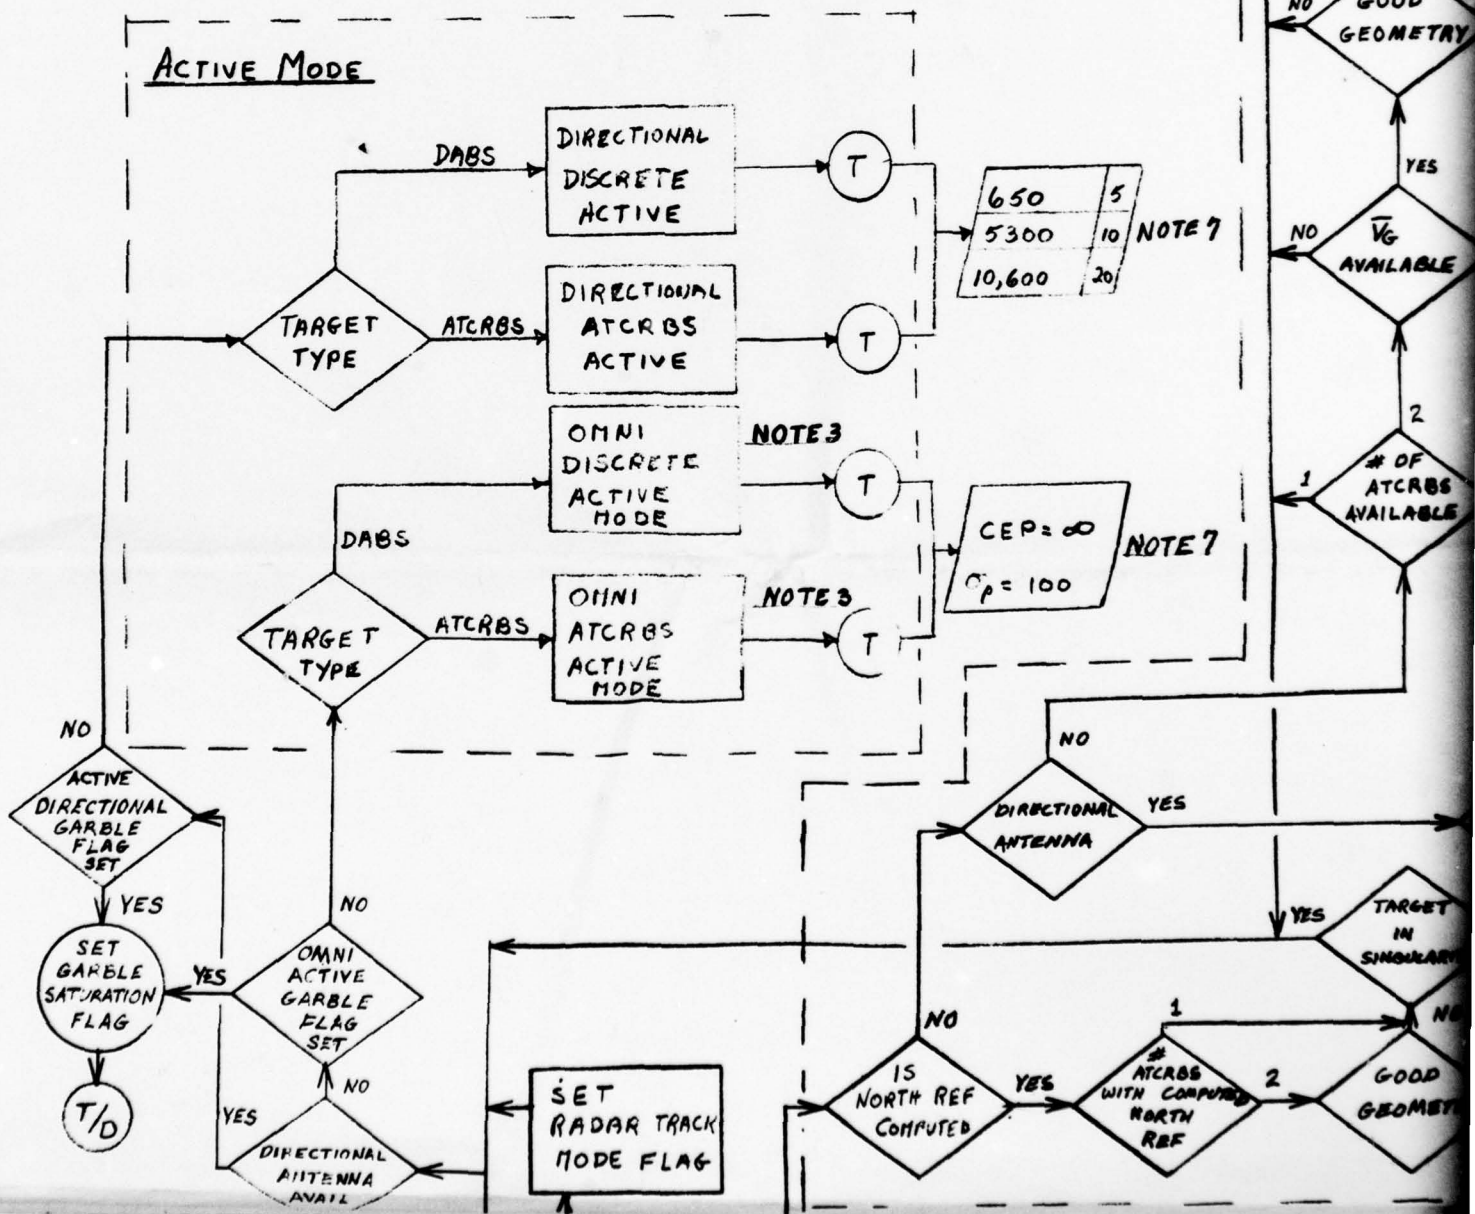 ACTIVE MODE
DABS
DIRECTIONAL
DISCRETE
ACTIVE
T
650 5
5300 10
10,600 20
NOTE 7
TARGET
TYPE
ATCRBS
DIRECTIONAL
ATCRBS
ACTIVE
T
OMNI
DISCRETE
ACTIVE
MODE
NOTE 3
T
DABS
CEP = ∞
σp = 100
NOTE 7
TARGET
TYPE
ATCRBS
OMNI
ATCRBS
ACTIVE
MODE
NOTE 3
T
NO
ACTIVE
DIRECTIONAL
GARBLE
FLAG
SET
YES
SET
GARBLE
SATURATION
FLAG
T/D
NO
OMNI
ACTIVE
GARBLE
FLAG
SET
YES
NO
YES
DIRECTIONAL
ANTENNA
AVAIL
SET
RADAR TRACK
MODE FLAG
NO
GOOD
GEOMETRY
YES
NO
V̅G
AVAILABLE
2
1
# OF
ATCRBS
AVAILABLE
NO
DIRECTIONAL
ANTENNA
YES
YES
TARGET
IN
NO
IS
NORTH REF
COMPUTED
YES
1
#
ATCRBS
WITH COMPUTED
NORTH
REF
2
NO
GOOD